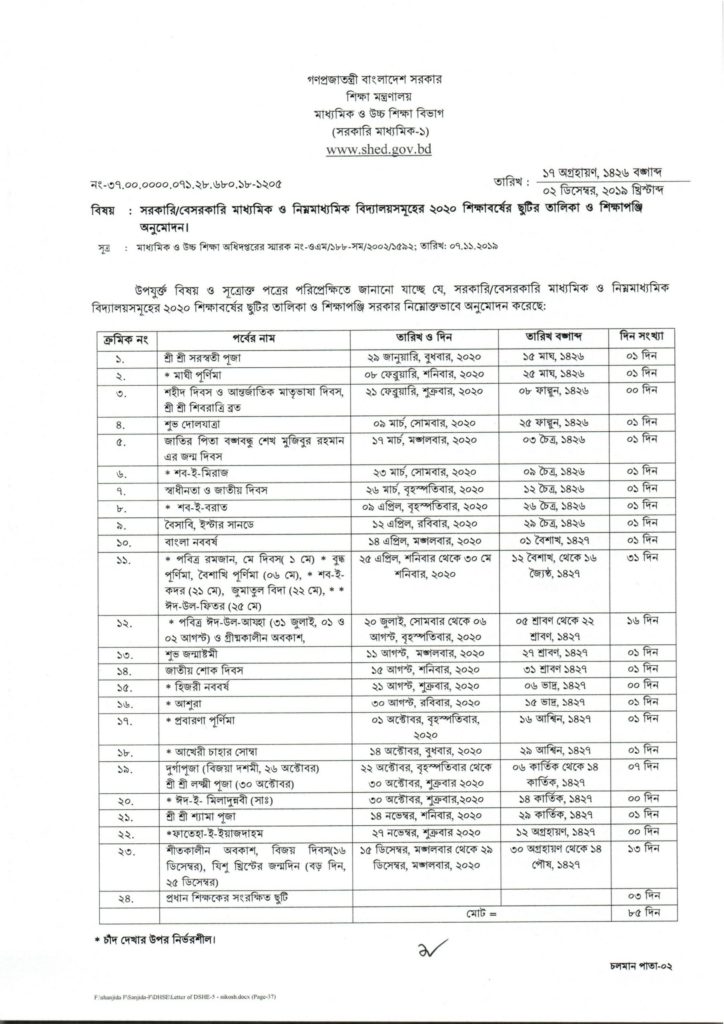 গণপ্রজাতন্ত্রী বাংলাদেশ সরকার
শিক্ষা মন্ত্রণালয়
মাধ্যমিক ও উচ্চ শিক্ষা বিভাগ
(সরকারি মাধ্যমিক-১)
www.shed.gov.bd
নং-৩৭.০০.০০০০.০৭১.২৮.৬৮০.১৮-১২০৫
তারিখ : ১৭ অগ্রহায়ণ, ১৪২৬ বঙ্গাব্দ
০২ ডিসেম্বর, ২০১৯ খ্রিস্টাব্দ
বিষয় : সরকারি/বেসরকারি মাধ্যমিক ও নিম্নমাধ্যমিক বিদ্যালয়সমূহের ২০২০ শিক্ষাবর্ষের ছুটির তালিকা ও শিক্ষাপঞ্জি
অনুমোদন।
সূত্র : মাধ্যমিক ও উচ্চ শিক্ষা অধিদপ্তরের স্মারক নং-ওএম/১৮৮-সম/২০০২/১৫৯২; তারিখ: ০৭.১১.২০১৯
উপর্যুক্ত বিষয় ও সূত্রোক্ত পত্রের পরিপ্রেক্ষিতে জানানো যাচ্ছে যে, সরকারি/বেসরকারি মাধ্যমিক ও নিম্নমাধ্যমিক
বিদ্যালয়সমূহের ২০২০ শিক্ষাবর্ষের ছুটির তালিকা ও শিক্ষাপঞ্জি সরকার নিম্নোক্তভাবে অনুমোদন করেছে:
ক্রমিক নং পর্বের নাম তারিখ ও দিন তারিখ বঙ্গাব্দ দিন সংখ্যা
১. শ্রী শ্রী সরস্বতী পূজা ২৯ জানুয়ারি, বুধবার, ২০২০ ১৫ মাঘ, ১৪২৬ ০১ দিন
২. * মাঘী পূর্ণিমা ০৮ ফেব্রুয়ারি, শনিবার, ২০২০ ২৫ মাঘ, ১৪২৬ ০১ দিন
৩. শহীদ দিবস ও আন্তর্জাতিক মাতৃভাষা দিবস, ২১ ফেব্রুয়ারি, শুক্রবার, ২০২০ ০৮ ফাল্গুন, ১৪২৬ ০০ দিন
শ্রী শ্রী শিবরাত্রি ব্রত
৪. শুভ দোলযাত্রা ০৯ মার্চ, সোমবার, ২০২০ ২৫ ফাল্গুন, ১৪২৬ ০১ দিন
৫. জাতির পিতা বঙ্গবন্ধু শেখ মুজিবুর রহমান ১৭ মার্চ, মঙ্গলবার, ২০২০ ০৩ চৈত্র, ১৪২৬ ০১ দিন
এর জন্ম দিবস
৬. * শব-ই-মিরাজ ২৩ মার্চ, সোমবার, ২০২০ ০৯ চৈত্র, ১৪২৬ ০১ দিন
৭. স্বাধীনতা ও জাতীয় দিবস ২৬ মার্চ, বৃহস্পতিবার, ২০২০ ১২ চৈত্র, ১৪২৬ ০১ দিন
৮. * শব-ই-বরাত ০৯ এপ্রিল, বৃহস্পতিবার, ২০২০ ২৬ চৈত্র, ১৪২৬ ০১ দিন
৯. বৈসাবি, ইস্টার সানডে ১২ এপ্রিল, রবিবার, ২০২০ ২৯ চৈত্র, ১৪২৬ ০১ দিন
১০. বাংলা নববর্ষ ১৪ এপ্রিল, মঙ্গলবার, ২০২০ ০১ বৈশাখ, ১৪২৭ ০১ দিন
১১. * পবিত্র রমজান, মে দিবস( ১ মে) * বুদ্ধ ২৫ এপ্রিল, শনিবার থেকে ৩০ মে ১২ বৈশাখ, থেকে ১৬ ৩১ দিন
পূর্ণিমা, বৈশাখি পূর্ণিমা (০৬ মে), * শব-ই- শনিবার, ২০২০ জ্যৈষ্ঠ, ১৪২৭
কদর (২১ মে), জুমাতুল বিদা (২২ মে), * *
ঈদ-উল-ফিতর (২৫ মে)
১২. * পবিত্র ঈদ-উল-আযহা (৩১ জুলাই, ০১ ও ২০ জুলাই, সোমবার থেকে ০৬ ০৫ শ্রাবণ থেকে ২২ ১৬ দিন
০২ আগস্ট) ও গ্রীষ্মকালীন অবকাশ, আগস্ট, বৃহস্পতিবার, ২০২০ শ্রাবণ, ১৪২৭
১৩. শুভ জন্মাষ্টমী ১১ আগস্ট, মঙ্গলবার, ২০২০ ২৭ শ্রাবণ, ১৪২৭ ০১ দিন
১৪. জাতীয় শোক দিবস ১৫ আগস্ট, শনিবার, ২০২০ ৩১ শ্রাবণ ১৪২৭ ০১ দিন
১৫. * হিজরী নববর্ষ ২১ আগস্ট, শুক্রবার, ২০২০ ০৬ ভাদ্র, ১৪২৭ ০০ দিন
১৬. * আশুরা ৩০ আগস্ট, রবিবার, ২০২০ ১৫ ভাদ্র, ১৪২৭ ০১ দিন
১৭. * প্রবারণা পূর্ণিমা ০১ অক্টোবর, বৃহস্পতিবার, ১৬ আশ্বিন, ১৪২৭ ০১ দিন
২০২০
১৮. * আখেরী চাহার সোম্বা ১৪ অক্টোবর, বুধবার, ২০২০ ২৯ আশ্বিন, ১৪২৭ ০১ দিন
১৯. দুর্গাপূজা (বিজয়া দশমী, ২৬ অক্টোবর) ২২ অক্টোবর, বৃহস্পতিবার থেকে ০৬ কার্তিক থেকে ১৪ ০৭ দিন
শ্রী শ্রী লক্ষ্মী পূজা (৩০ অক্টোবর) ৩০ অক্টোবর, শুক্রবার ২০২০ কার্তিক, ১৪২৭
২০. * ঈদ-ই- মিলাদুন্নবী (সাঃ) ৩০ অক্টোবর, শুক্রবার,২০২০ ১৪ কার্তিক, ১৪২৭ ০০ দিন
২১. শ্রী শ্রী শ্যামা পূজা ১৪ নভেম্বর, শনিবার, ২০২০ ২৯ কার্তিক, ১৪২৭ ০১ দিন
২২. *ফাতেহা-ই-ইয়াজদাহম ২৭ নভেম্বর, শুক্রবার ২০২০ ১২ অগ্রহায়ণ, ১৪২৭ ০০ দিন
২৩. শীতকালীন অবকাশ, বিজয় দিবস(১৬ ১৫ ডিসেম্বর, মঙ্গলবার থেকে ২৯ ৩০ অগ্রহায়ণ থেকে ১৪ ১৩ দিন
ডিসেম্বর), যিশু খ্রিস্টের জন্মদিন (বড় দিন, ডিসেম্বর, মঙ্গলবার, ২০২০ পৌষ, ১৪২৭
২৫ ডিসেম্বর)
২৪. প্রধান শিক্ষকের সংরক্ষিত ছুটি ০৩ দিন
মোট = ৮৫ দিন
* চাঁদ দেখার উপর নির্ভরশীল।
চলমান পাতা-০২
F:\shanjida F\Sanjida-F\DHSE\Letter of DSHE-5 - nikosh.docx (Page-37)